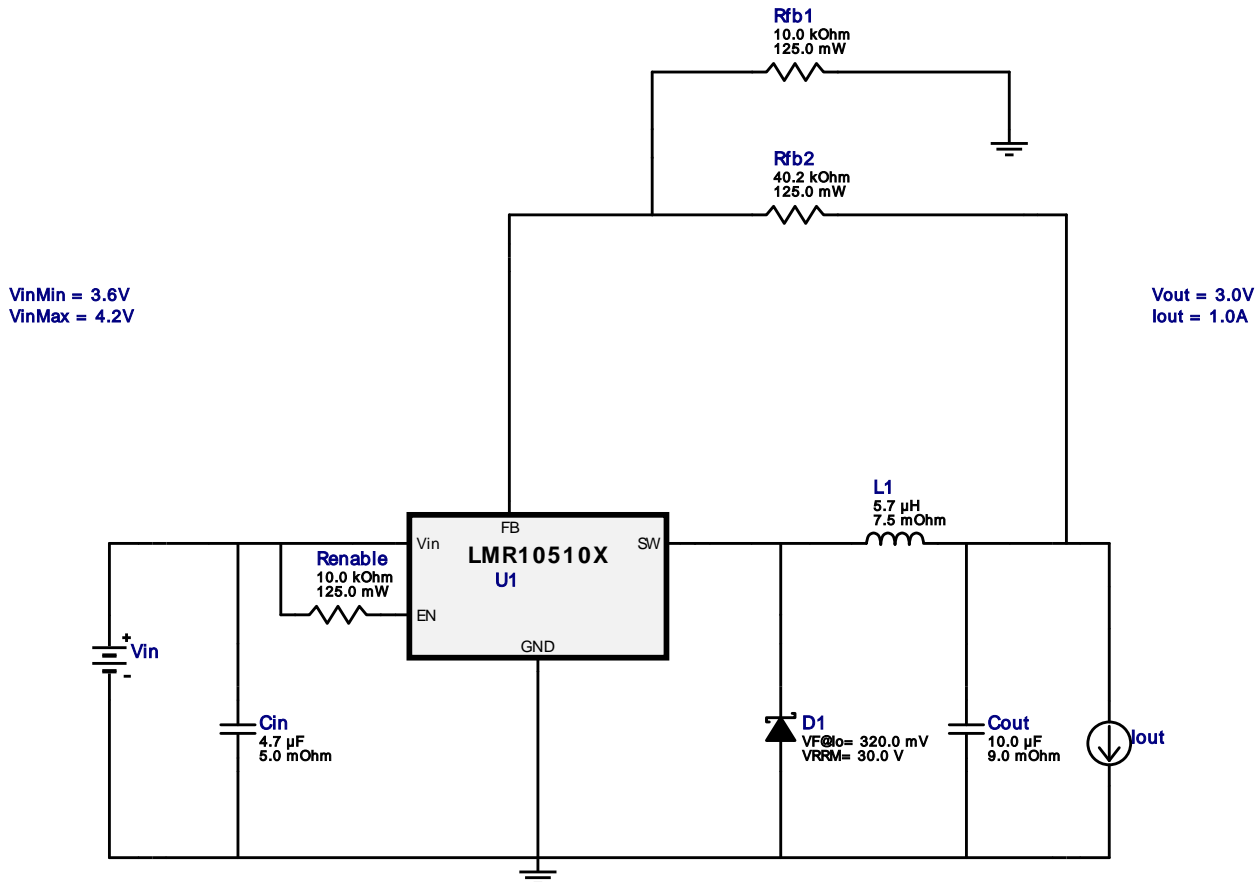 Rfb1
10.0 kOhm
125.0 mW
Rfb2
40.2 kOhm
125.0 mW
VinMin = 3.6V
VinMax = 4.2V
Vout = 3.0V
Iout = 1.0A
L1
5.7 µH
7.5 mOhm
FB
Vin
SW
LMR10510X
U1
Renable
10.0 kOhm
125.0 mW
EN
GND
+
Vin
-
Cin
4.7 µF
5.0 mOhm
D1
VF@Io= 320.0 mV
VRRM= 30.0 V
Cout
10.0 µF
9.0 mOhm
Iout